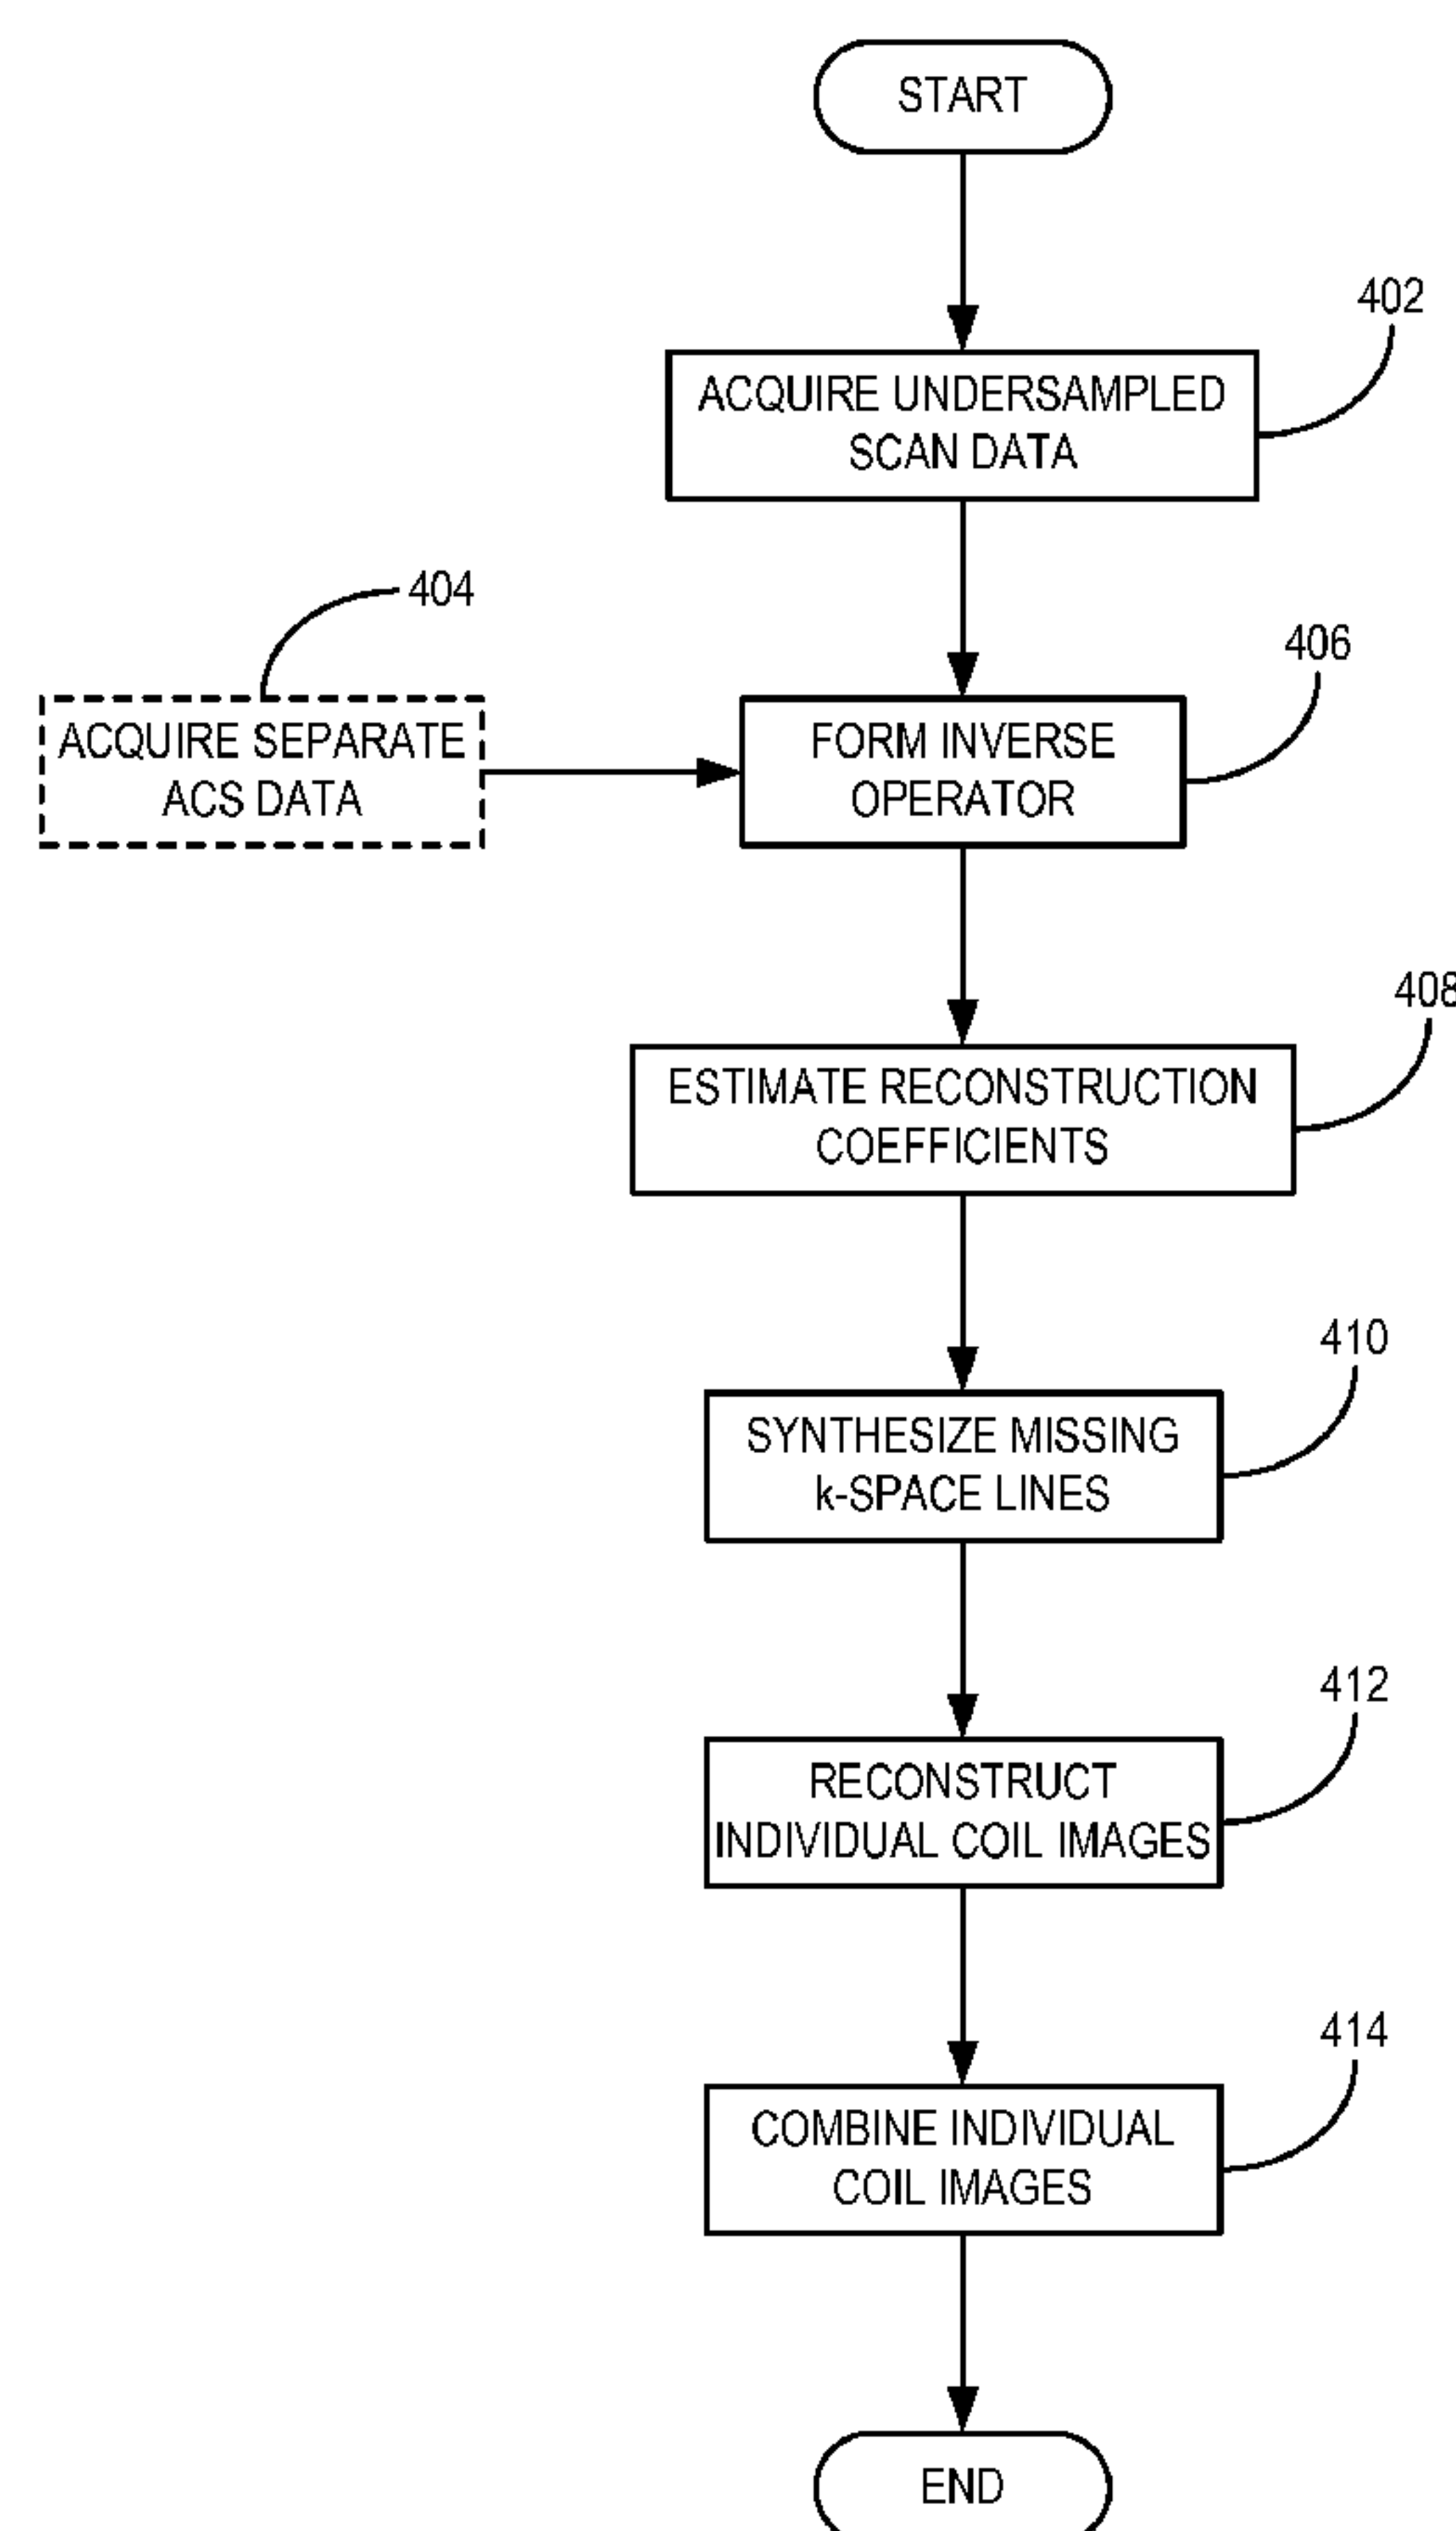 START
402
ACQUIRE UNDERSAMPLED
SCAN DATA
404
ACQUIRE SEPARATE
ACS DATA
406
FORM INVERSE
OPERATOR
408
ESTIMATE RECONSTRUCTION
COEFFICIENTS
410
SYNTHESIZE MISSING
k-SPACE LINES
412
RECONSTRUCT
INDIVIDUAL COIL IMAGES
414
COMBINE INDIVIDUAL
COIL IMAGES
END